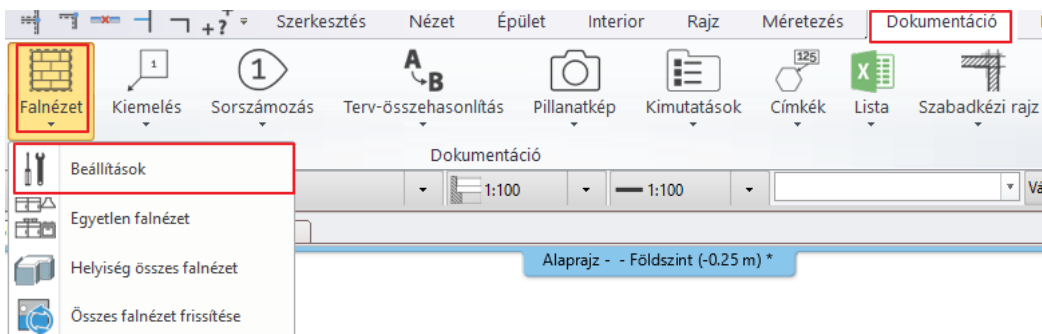 Szerkesztés Nézet Épület Interior Rajz Méretezés Dokumentáció
1 1 A B 125 X
Falnézet Kiemelés Sorszámozás Terv-összehasonlítás Pillanatkép Kimutatások Címkék Lista Szabadkézi rajz
Dokumentáció
Beállítások
1:100 1:100 Vá
Egyetlen falnézet
Alaprajz - - Földszint (-0.25 m) *
Helyiség összes falnézet
Összes falnézet frissítése